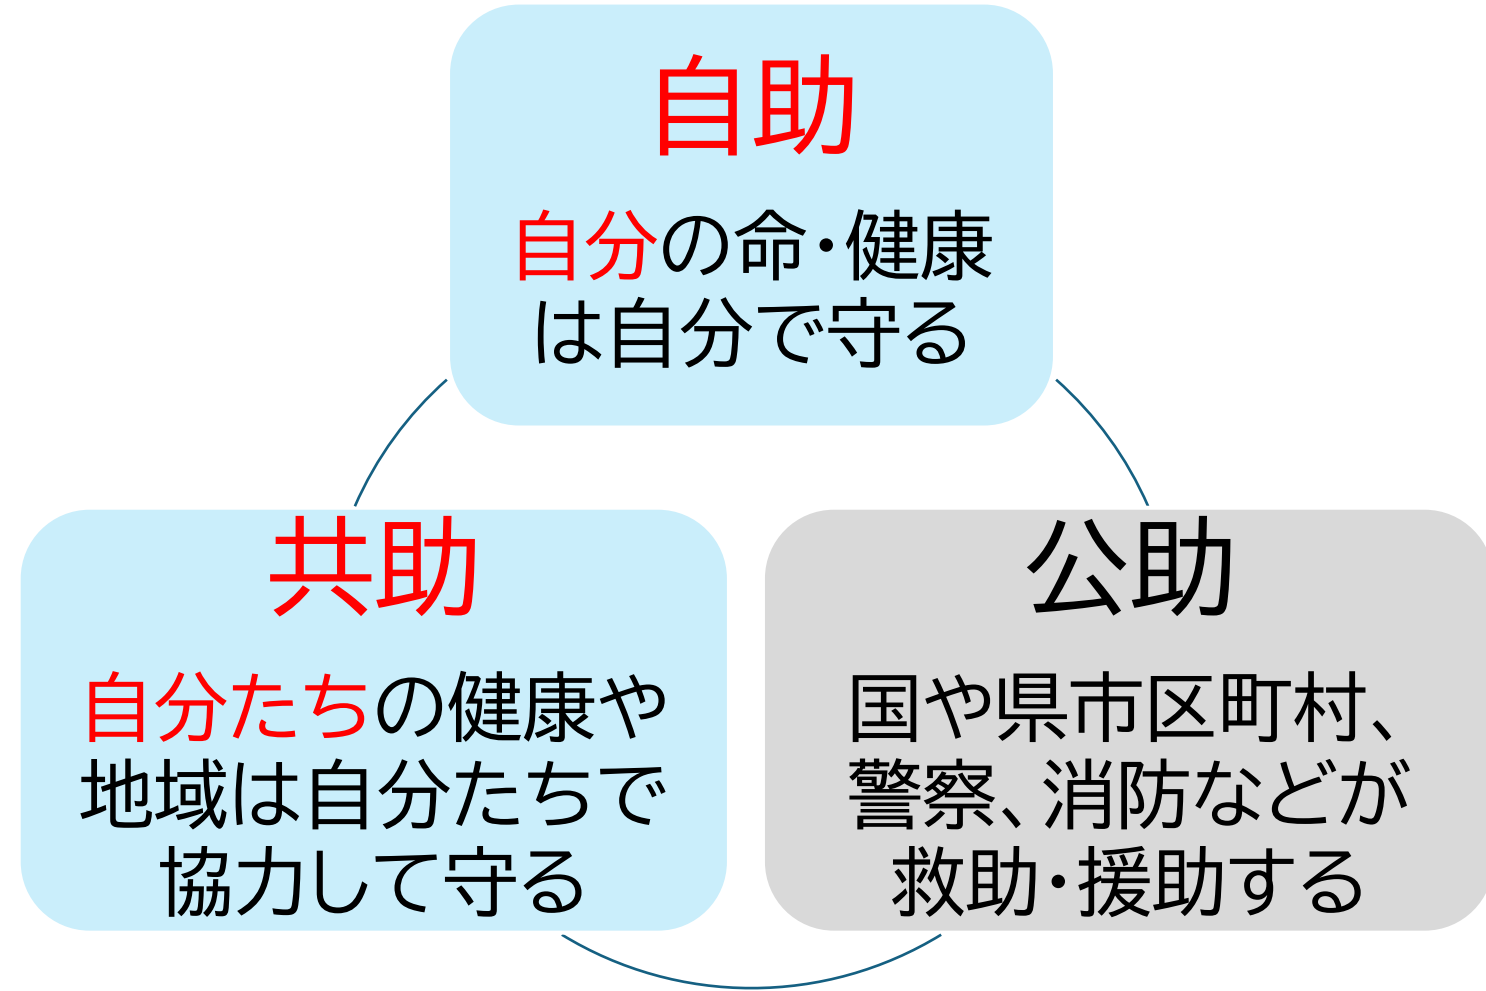 自助
自分の命・健康
は自分で守る
共助
自分たちの健康や
地域は自分たちで
協力して守る
公助
国や県市区町村、
警察、消防などが
救助・援助する